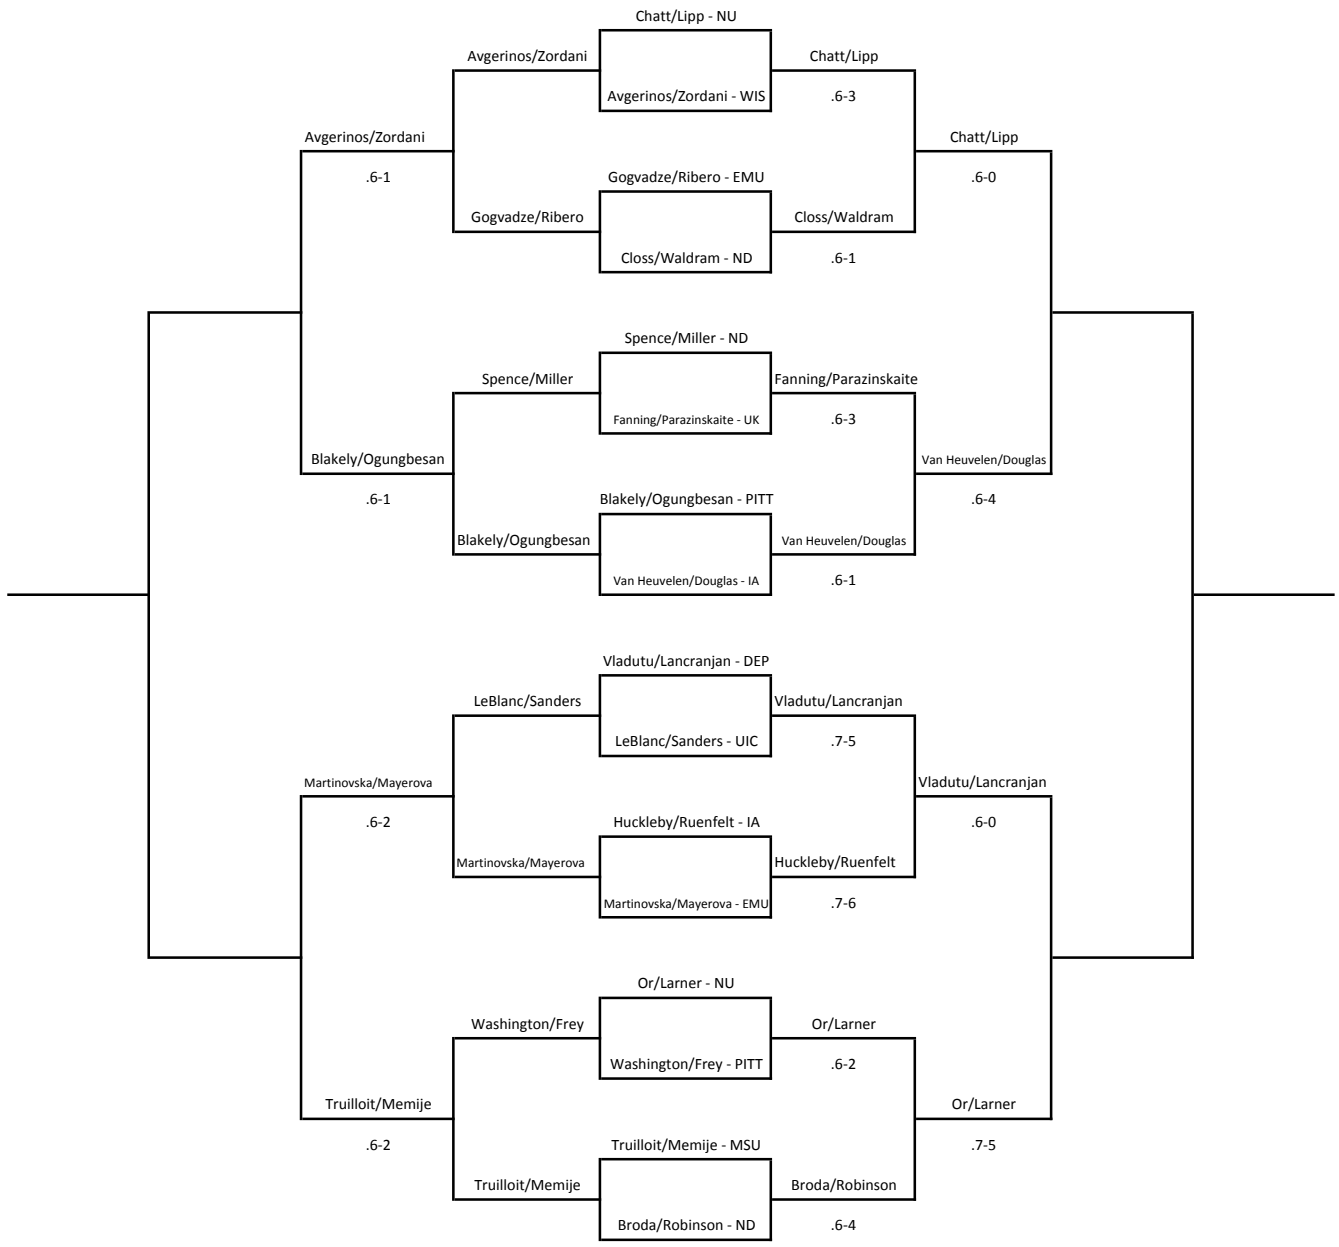 Chatt/Lipp - NU
Avgerinos/Zordani
Chatt/Lipp
Avgerinos/Zordani - WIS
.6-3
Avgerinos/Zordani
Chatt/Lipp
.6-1
Gogvadze/Ribero - EMU
.6-0
Gogvadze/Ribero
Closs/Waldram
Closs/Waldram - ND
.6-1
Spence/Miller - ND
Spence/Miller
Fanning/Parazinskaite
Fanning/Parazinskaite - UK
.6-3
Blakely/Ogungbesan
Van Heuvelen/Douglas
.6-1
Blakely/Ogungbesan - PITT
.6-4
Blakely/Ogungbesan
Van Heuvelen/Douglas
Van Heuvelen/Douglas - IA
.6-1
Vladutu/Lancranjan - DEP
LeBlanc/Sanders
Vladutu/Lancranjan
LeBlanc/Sanders - UIC
.7-5
Martinovska/Mayerova
Vladutu/Lancranjan
.6-2
Huckleby/Ruenfelt - IA
.6-0
Martinovska/Mayerova
Huckleby/Ruenfelt
Martinovska/Mayerova - EMU
.7-6
Or/Larner - NU
Washington/Frey
Or/Larner
Washington/Frey - PITT
.6-2
Truilloit/Memije
Or/Larner
.6-2
Truilloit/Memije - MSU
.7-5
Truilloit/Memije
Broda/Robinson
Broda/Robinson - ND
.6-4